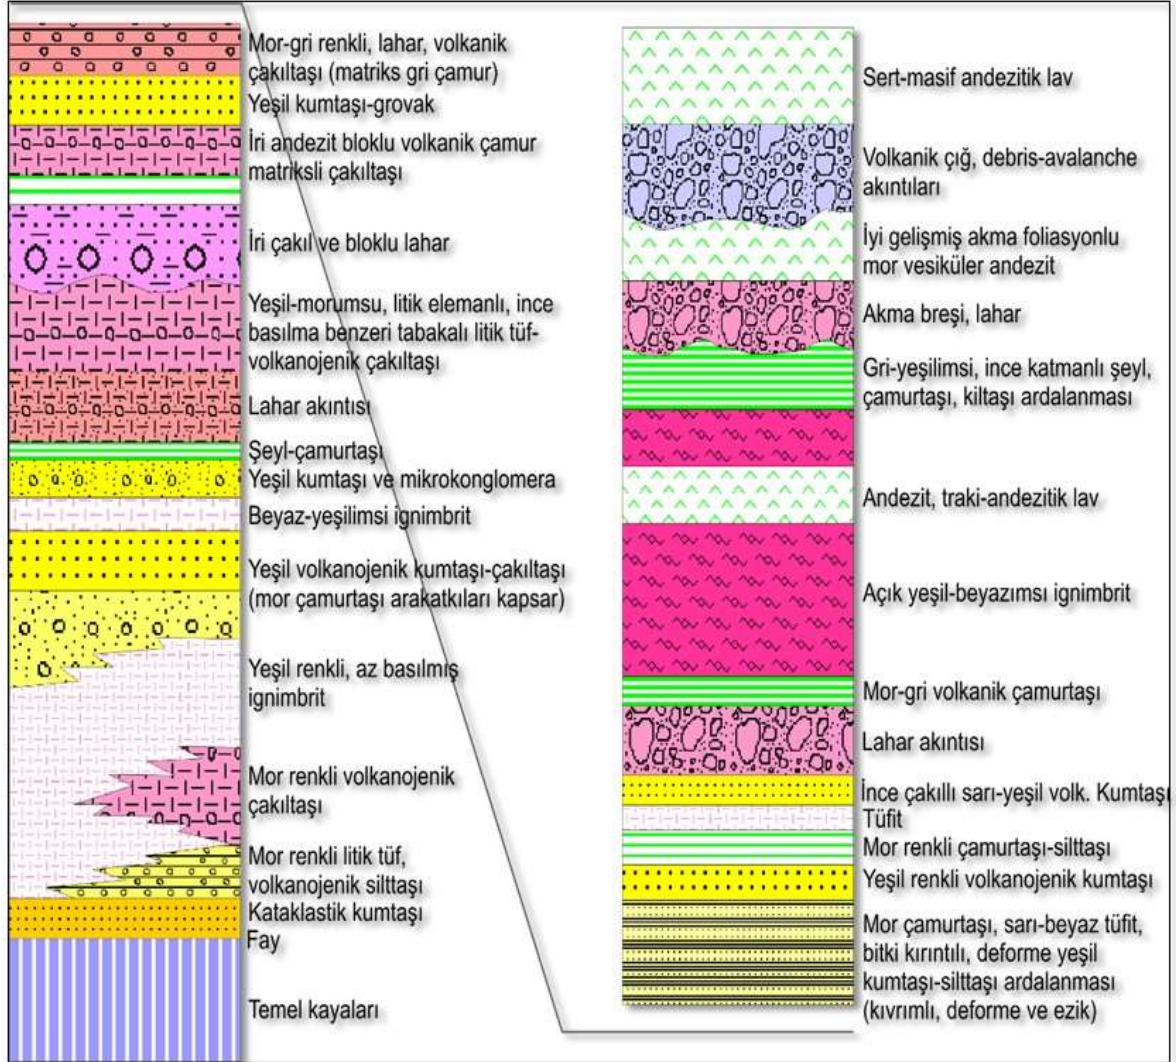 Mor-gri renkli, lahar, volkanik
çakıltaşı (matriks gri çamur)
Yeşil kumtaşı-grovak
İri andezit bloklu volkanik çamur
matriksli çakıltaşı
İri çakıl ve bloklu lahar
Yeşil-morumsu, litik elemanlı, ince
basılma benzeri tabakalı litik tüf-
volkanojenik çakıltaşı
Lahar akıntısı
Şeyl-çamurtaşı
Yeşil kumtaşı ve mikrokonglomera
Beyaz-yeşilimsi ignimbrit
Yeşil volkanojenik kumtaşı-çakıltaşı
(mor çamurtaşı arakatkıları kapsar)
Yeşil renkli, az basılmış
ignimbrit
Mor renkli volkanojenik
çakıltaşı
Mor renkli litik tüf,
volkanojenik silttaşı
Kataklastik kumtaşı
Fay
Temel kayaları
Sert-masif andezitik lav
Volkanik çığ, debris-avalanche
akıntıları
İyi gelişmiş akma foliasyonlu
mor vesiküler andezit
Akma breşi, lahar
Gri-yeşilimsi, ince katmanlı şeyl,
çamurtaşı, kiltaşı ardalanması
Andezit, traki-andezitik lav
Açık yeşil-beyazımsı ignimbrit
Mor-gri volkanik çamurtaşı
Lahar akıntısı
İnce çakıllı sarı-yeşil volk. Kumtaşı
Tüfit
Mor renkli çamurtaşı-silttaşı
Yeşil renkli volkanojenik kumtaşı
Mor çamurtaşı, sarı-beyaz tüfit,
bitki kırıntılı, deforme yeşil
kumtaşı-silttaşı ardalanması
(kıvrımlı, deforme ve ezik)